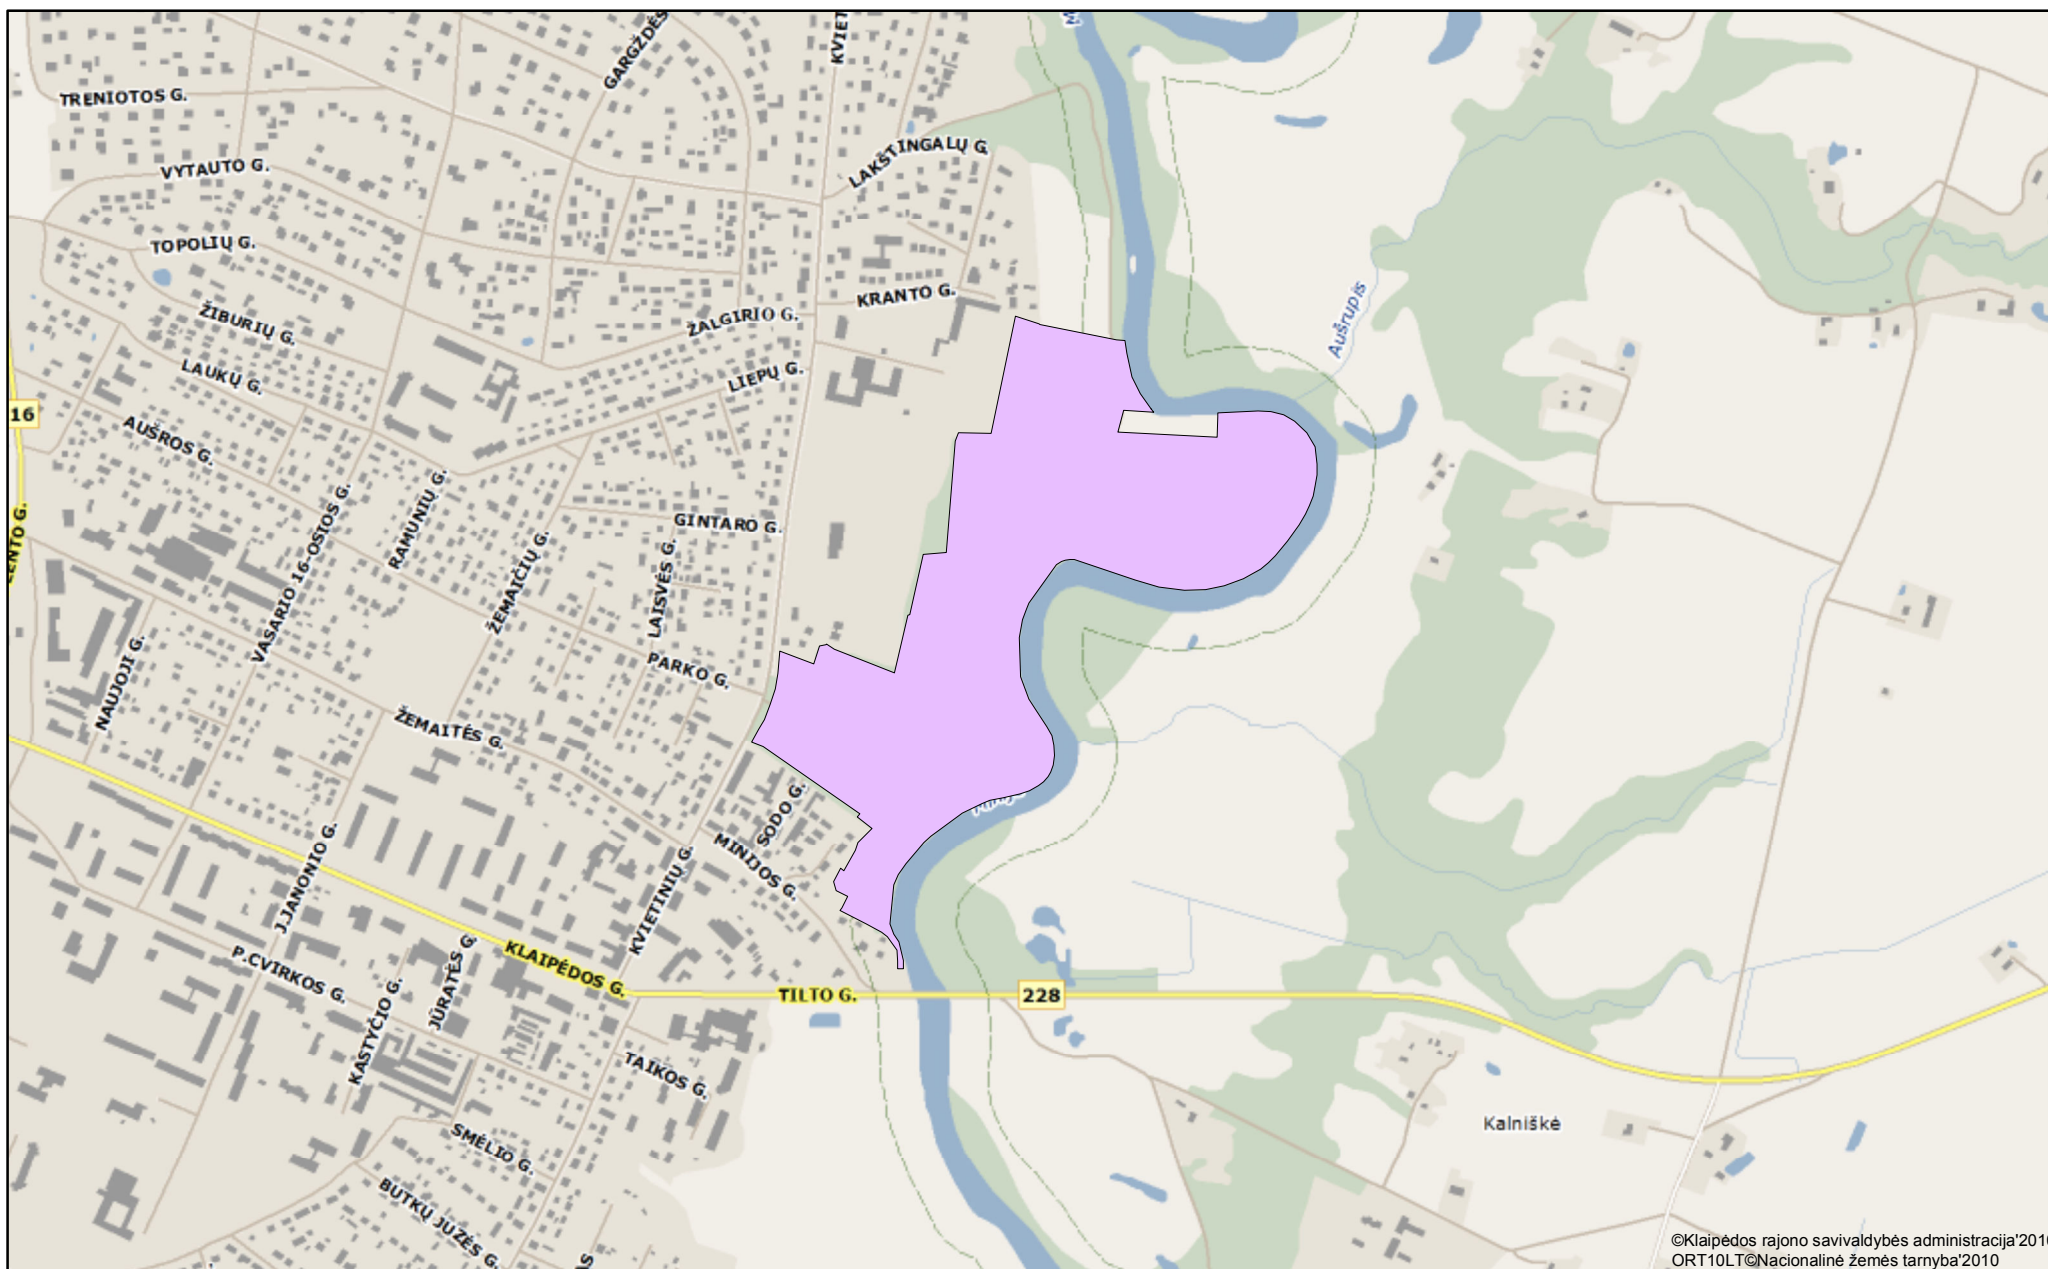 M
KVIET
GARGŽDĖS
TRENIOTOS G.
LAKŠTINGALŲ G.
VYTAUTO G.
TOPOLIŲ G.
KRANTO G.
Aušrupis
ŽIBURIŲ G.
ŽALGIRIO G.
LAUKŲ G.
LIEPŲ G.
16
AUŠROS G.
RAMUNIŲ G.
GINTARO G.
VASARIO 16-OSIOS G.
ŽEMAIČIŲ G.
LAISVĖS G.
NAUJOJI G.
PARKO G.
ŽEMAITĖS G.
SODO G.
MINIJOS G.
J.JANONIO G.
KVIETINIŲ G.
P.CVIRKOS G.
JŪRATĖS G.
KLAIPĖDOS G.
TILTO G.
228
KASTYČIO G.
TAIKOS G.
SMĖLIO G.
Kalniškė
BUTKŲ JUZĖS G.
©Klaipėdos rajono savivaldybės administracija'201
ORT10LT©Nacionalinė žemės tarnyba'2010